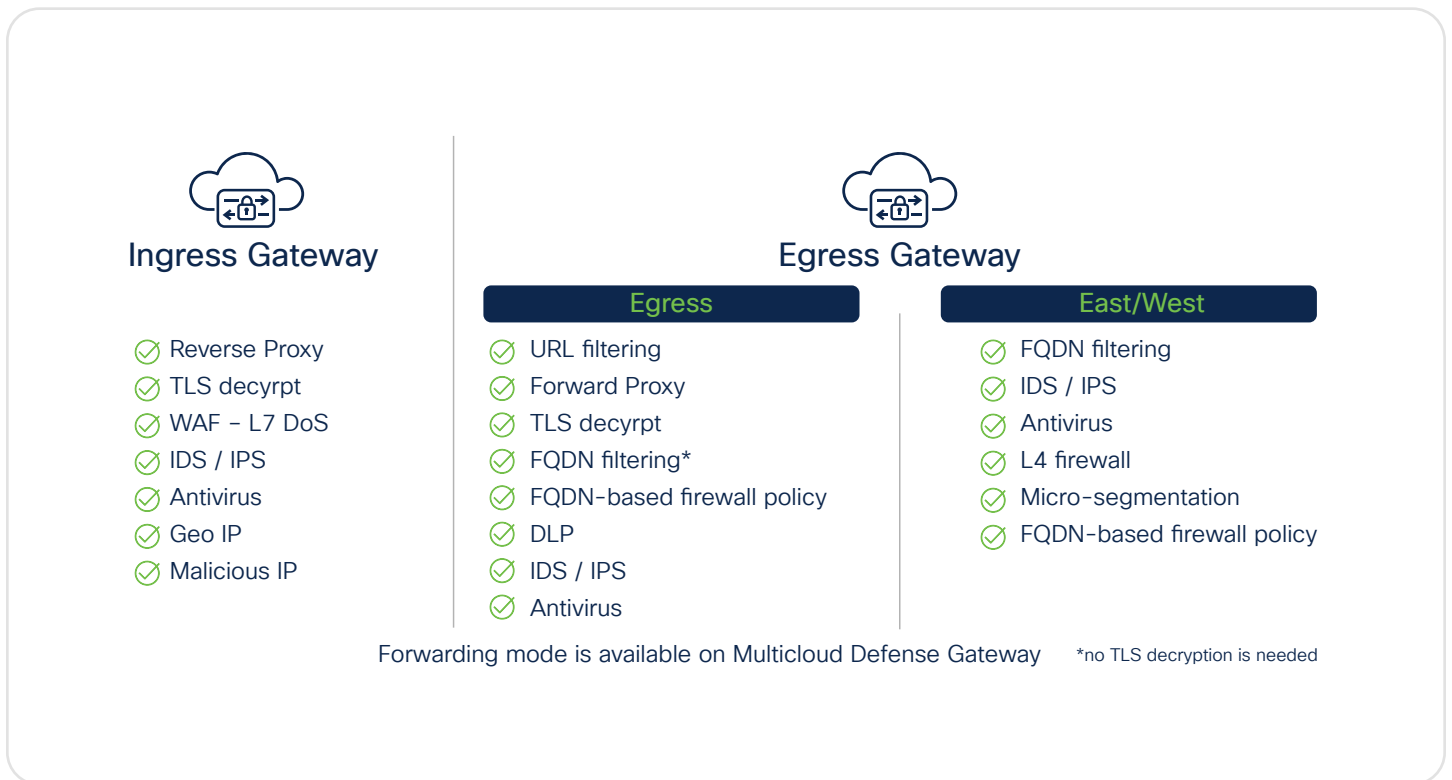 Ingress Gateway
Reverse Proxy
TLS decyrpt
WAF – L7 DoS
IDS / IPS
Antivirus
Geo IP
Malicious IP
Egress Gateway
Egress
URL filtering
Forward Proxy
TLS decyrpt
FQDN filtering*
FQDN-based firewall policy
DLP
IDS / IPS
Antivirus
East/West
FQDN filtering
IDS / IPS
Antivirus
L4 firewall
Micro-segmentation
FQDN-based firewall policy
Forwarding mode is available on Multicloud Defense Gateway
*no TLS decryption is needed